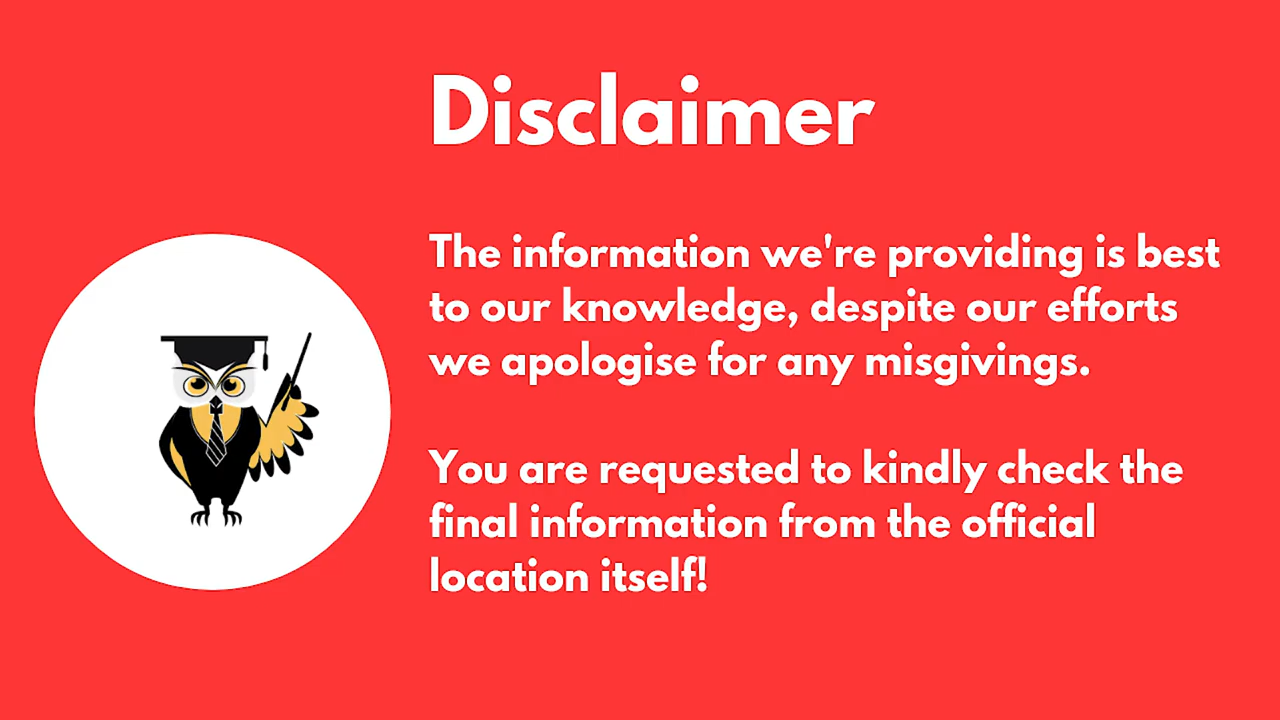 Disclaimer
The information we're providing is best
to our knowledge, despite our efforts
we apologise for any misgivings.
You are requested to kindly check the
final information from the official
location itself!